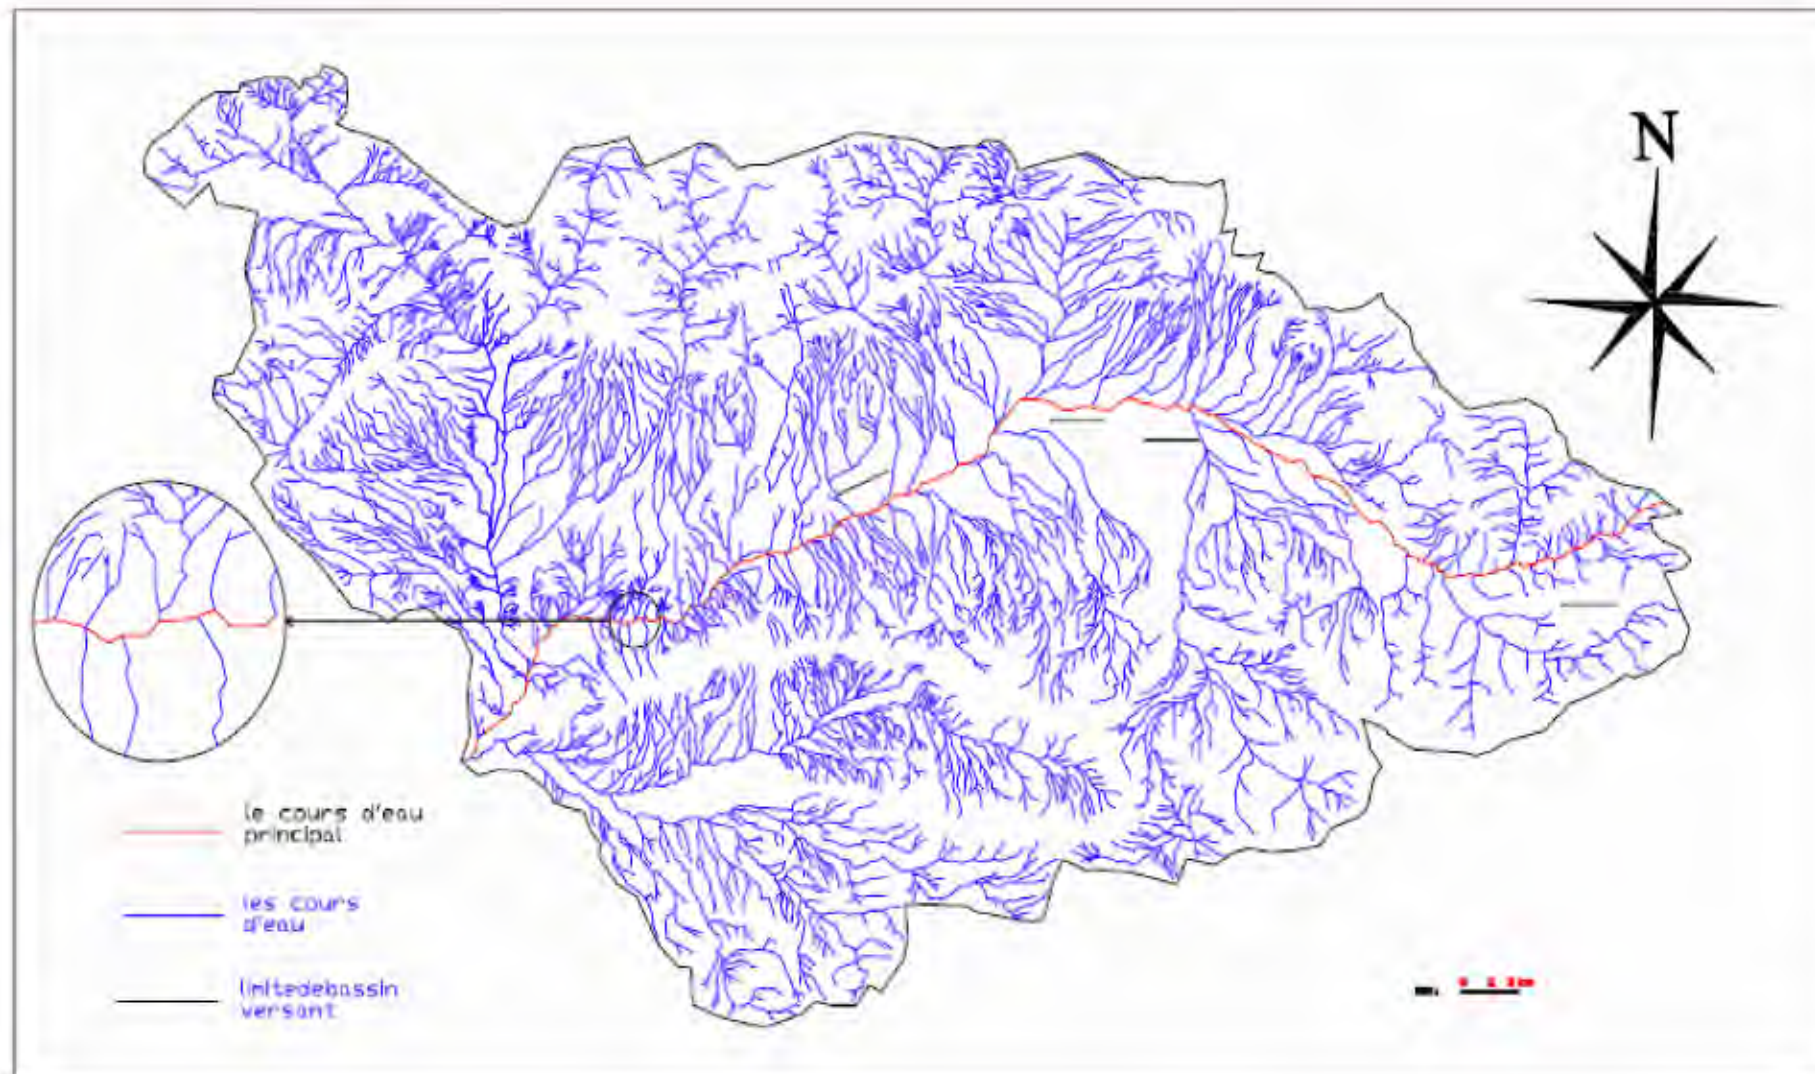 N
le cours d'eau
principal
les cours
d'eau
limitedebassin
versant